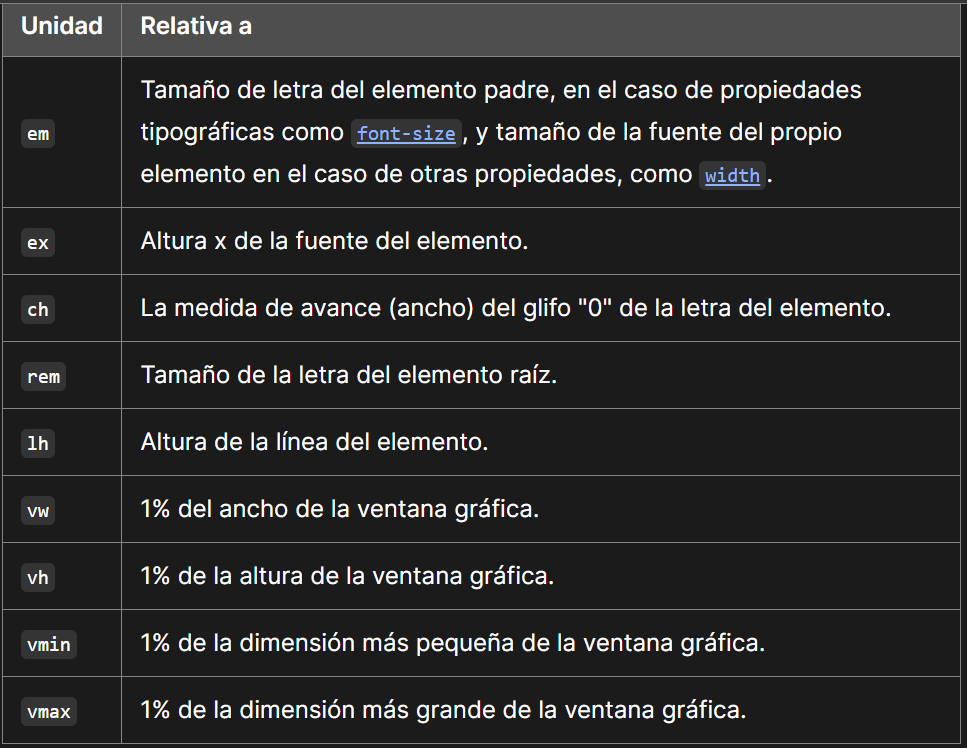 Unidad Relativa a
em Tamaño de letra del elemento padre, en el caso de propiedades
tipográficas como font-size, y tamaño de la fuente del propio
elemento en el caso de otras propiedades, como width.
ex Altura x de la fuente del elemento.
ch La medida de avance (ancho) del glifo "0" de la letra del elemento.
rem Tamaño de la letra del elemento raíz.
lh Altura de la línea del elemento.
vw 1% del ancho de la ventana gráfica.
vh 1% de la altura de la ventana gráfica.
vmin 1% de la dimensión más pequeña de la ventana gráfica.
vmax 1% de la dimensión más grande de la ventana gráfica.